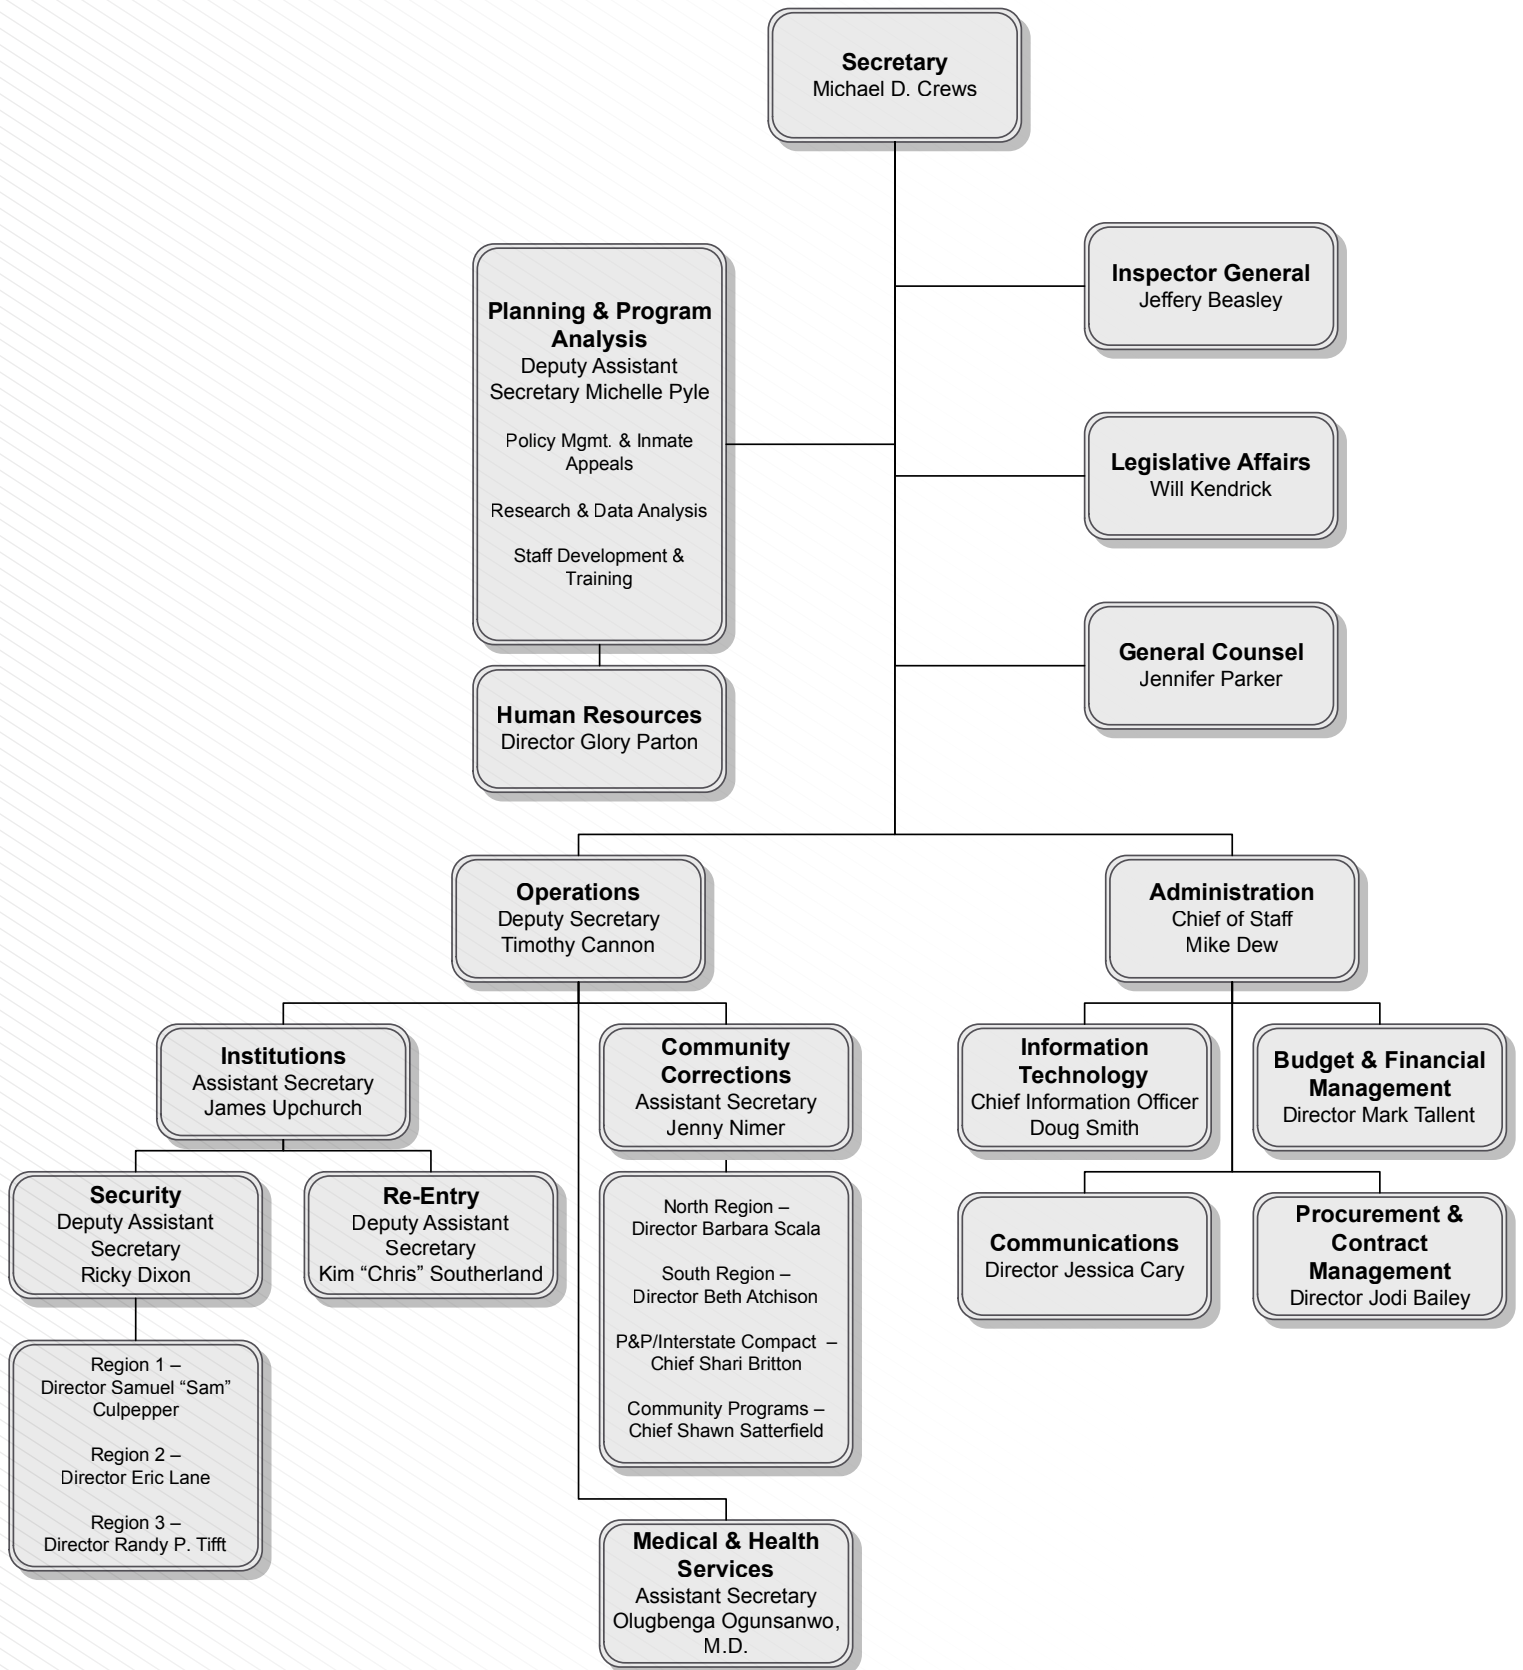 Secretary
Michael D. Crews
Inspector General
Jeffery Beasley
Planning & Program
Analysis
Deputy Assistant
Secretary Michelle Pyle
Policy Mgmt. & Inmate
Appeals
Research & Data Analysis
Staff Development &
Training
Legislative Affairs
Will Kendrick
General Counsel
Jennifer Parker
Human Resources
Director Glory Parton
Operations
Deputy Secretary
Timothy Cannon
Administration
Chief of Staff
Mike Dew
Institutions
Assistant Secretary
James Upchurch
Community
Corrections
Assistant Secretary
Jenny Nimer
Information
Technology
Chief Information Officer
Doug Smith
Budget & Financial
Management
Director Mark Tallent
Security
Deputy Assistant
Secretary
Ricky Dixon
Re-Entry
Deputy Assistant
Secretary
Kim “Chris” Southerland
North Region –
Director Barbara Scala
South Region –
Director Beth Atchison
P&P/Interstate Compact –
Chief Shari Britton
Community Programs –
Chief Shawn Satterfield
Communications
Director Jessica Cary
Procurement &
Contract
Management
Director Jodi Bailey
Region 1 –
Director Samuel “Sam”
Culpepper
Region 2 –
Director Eric Lane
Region 3 –
Director Randy P. Tifft
Medical & Health
Services
Assistant Secretary
Olugbenga Ogunsanwo,
M.D.